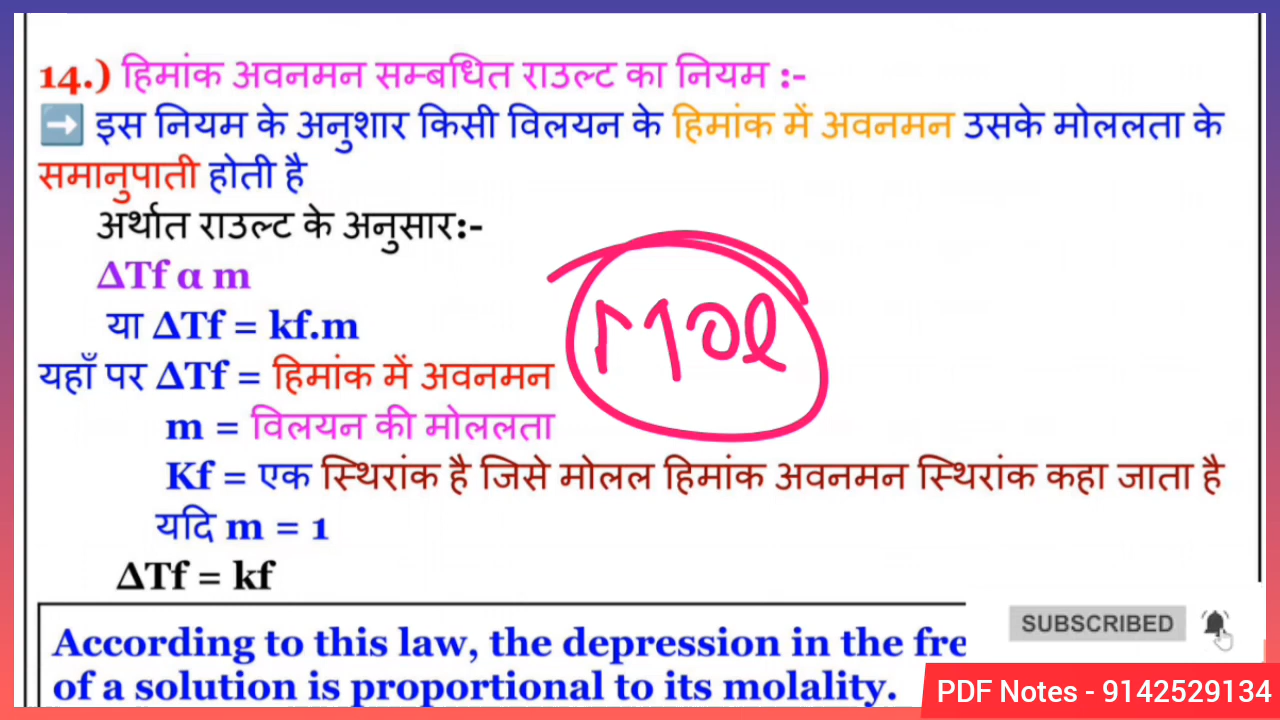 14.) हिमांक अवनमन सम्बधित राउल्ट का नियम :-
➡ इस नियम के अनुशार किसी विलयन के हिमांक में अवनमन उसके मोललता के
समानुपाती होती है
अर्थात राउल्ट के अनुसार:-
ΔTf α m
या ΔTf = kf.m
यहाँ पर ΔTf = हिमांक में अवनमन
Mol
m = विलयन की मोललता
Kf = एक स्थिरांक है जिसे मोलल हिमांक अवनमन स्थिरांक कहा जाता है
यदि m = 1
ΔTf = kf
According to this law, the depression in the fre
of a solution is proportional to its molality.
SUBSCRIBED
PDF Notes - 9142529134